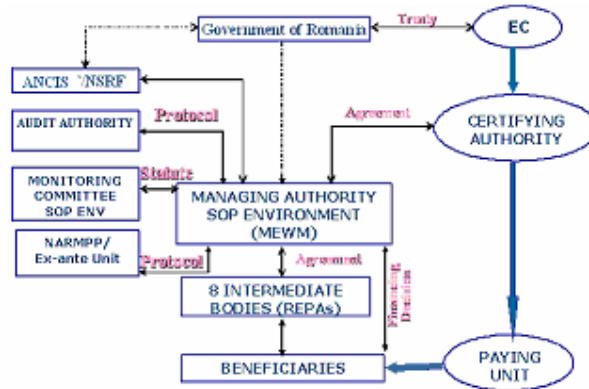 Government of Romania
Treaty
EC
ANCIS /NSRF
AUDIT AUTHORITY
Protocol
Agreement
CERTIFYING
AUTHORITY
MONITORING
COMMITTEE
SOP ENV
Statute
MANAGING AUTHORITY
SOP ENVIRONMENT
(MEWM)
NARMPP/
Ex-ante Unit
Protocol
Agreement
Financing
Decision
8 INTERMEDIATE
BODIES (REPAs)
BENEFICIARIES
PAYING
UNIT